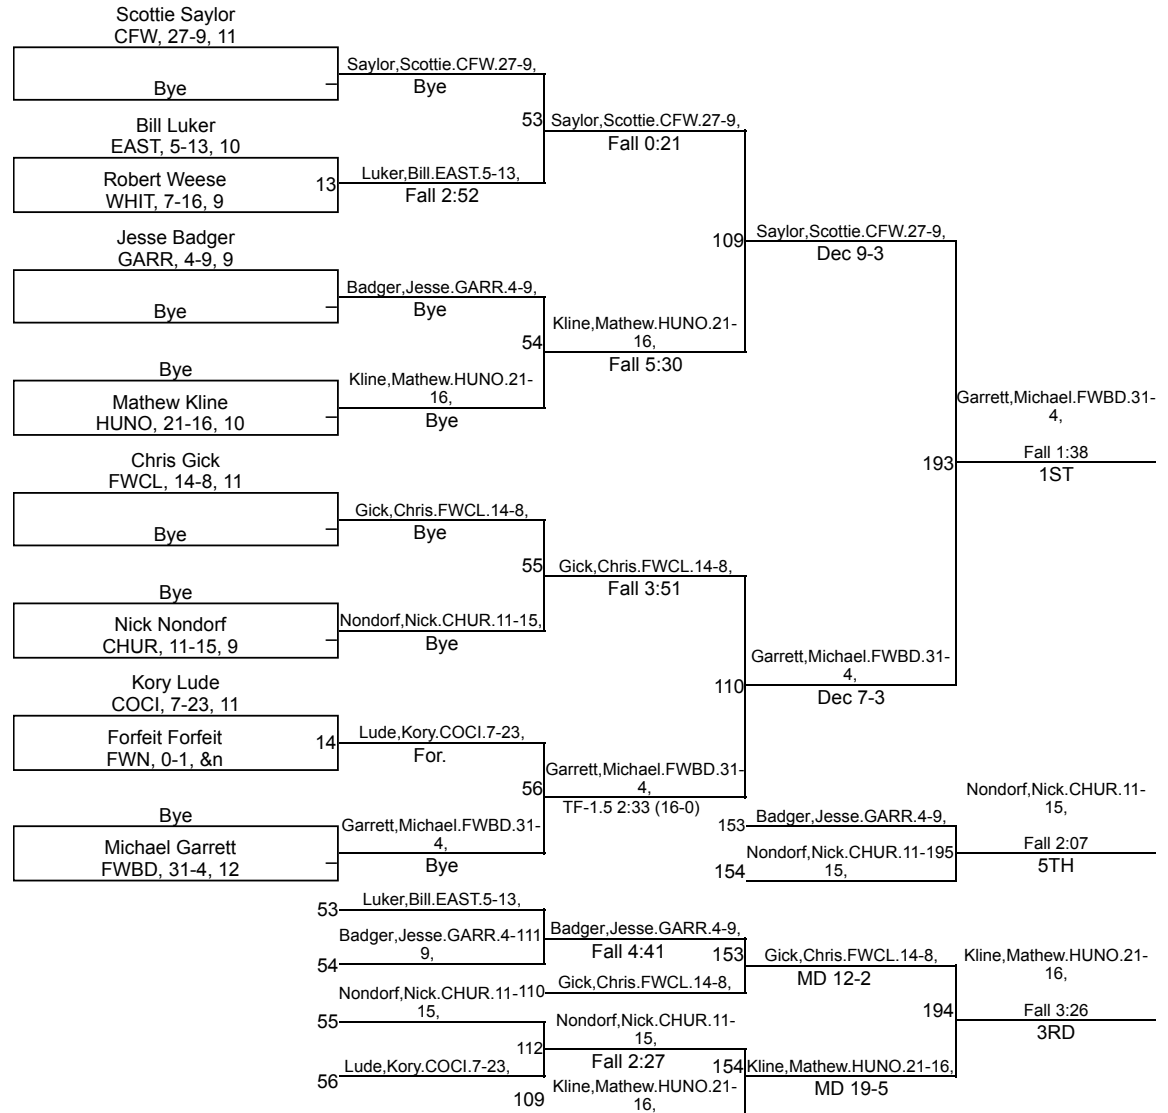 Scottie Saylor
CFW, 27-9, 11
Bye
Saylor,Scottie.CFW.27-9,
Bye
Bill Luker
EAST, 5-13, 10
Robert Weese
WHIT, 7-16, 9
13
Luker,Bill.EAST.5-13,
Fall 2:52
53
Saylor,Scottie.CFW.27-9,
Fall 0:21
Jesse Badger
GARR, 4-9, 9
Bye
Badger,Jesse.GARR.4-9,
Bye
Bye
Mathew Kline
HUNO, 21-16, 10
Kline,Mathew.HUNO.21-
16,
Bye
54
Kline,Mathew.HUNO.21-
16,
Fall 5:30
109
Saylor,Scottie.CFW.27-9,
Dec 9-3
Chris Gick
FWCL, 14-8, 11
Bye
Gick,Chris.FWCL.14-8,
Bye
Bye
Nick Nondorf
CHUR, 11-15, 9
Nondorf,Nick.CHUR.11-15,
Bye
55
Gick,Chris.FWCL.14-8,
Fall 3:51
Kory Lude
COCI, 7-23, 11
Forfeit Forfeit
FWN, 0-1, &n
14
Lude,Kory.COCI.7-23,
For.
Bye
Michael Garrett
FWBD, 31-4, 12
Garrett,Michael.FWBD.31-
4,
Bye
56
Garrett,Michael.FWBD.31-
4,
TF-1.5 2:33 (16-0)
110
Garrett,Michael.FWBD.31-
4,
Dec 7-3
193
Garrett,Michael.FWBD.31-
4,
Fall 1:38
1ST
153
Badger,Jesse.GARR.4-9,
154
Nondorf,Nick.CHUR.11-
15,
195
Nondorf,Nick.CHUR.11-
15,
Fall 2:07
5TH
53
Luker,Bill.EAST.5-13,
54
Badger,Jesse.GARR.4-
9,
111
Badger,Jesse.GARR.4-9,
Fall 4:41
110
Gick,Chris.FWCL.14-8,
153
Gick,Chris.FWCL.14-8,
MD 12-2
55
Nondorf,Nick.CHUR.11-
15,
56
Lude,Kory.COCI.7-23,
112
Nondorf,Nick.CHUR.11-
15,
Fall 2:27
109
Kline,Mathew.HUNO.21-
16,
154
Kline,Mathew.HUNO.21-16,
MD 19-5
194
Kline,Mathew.HUNO.21-
16,
Fall 3:26
3RD